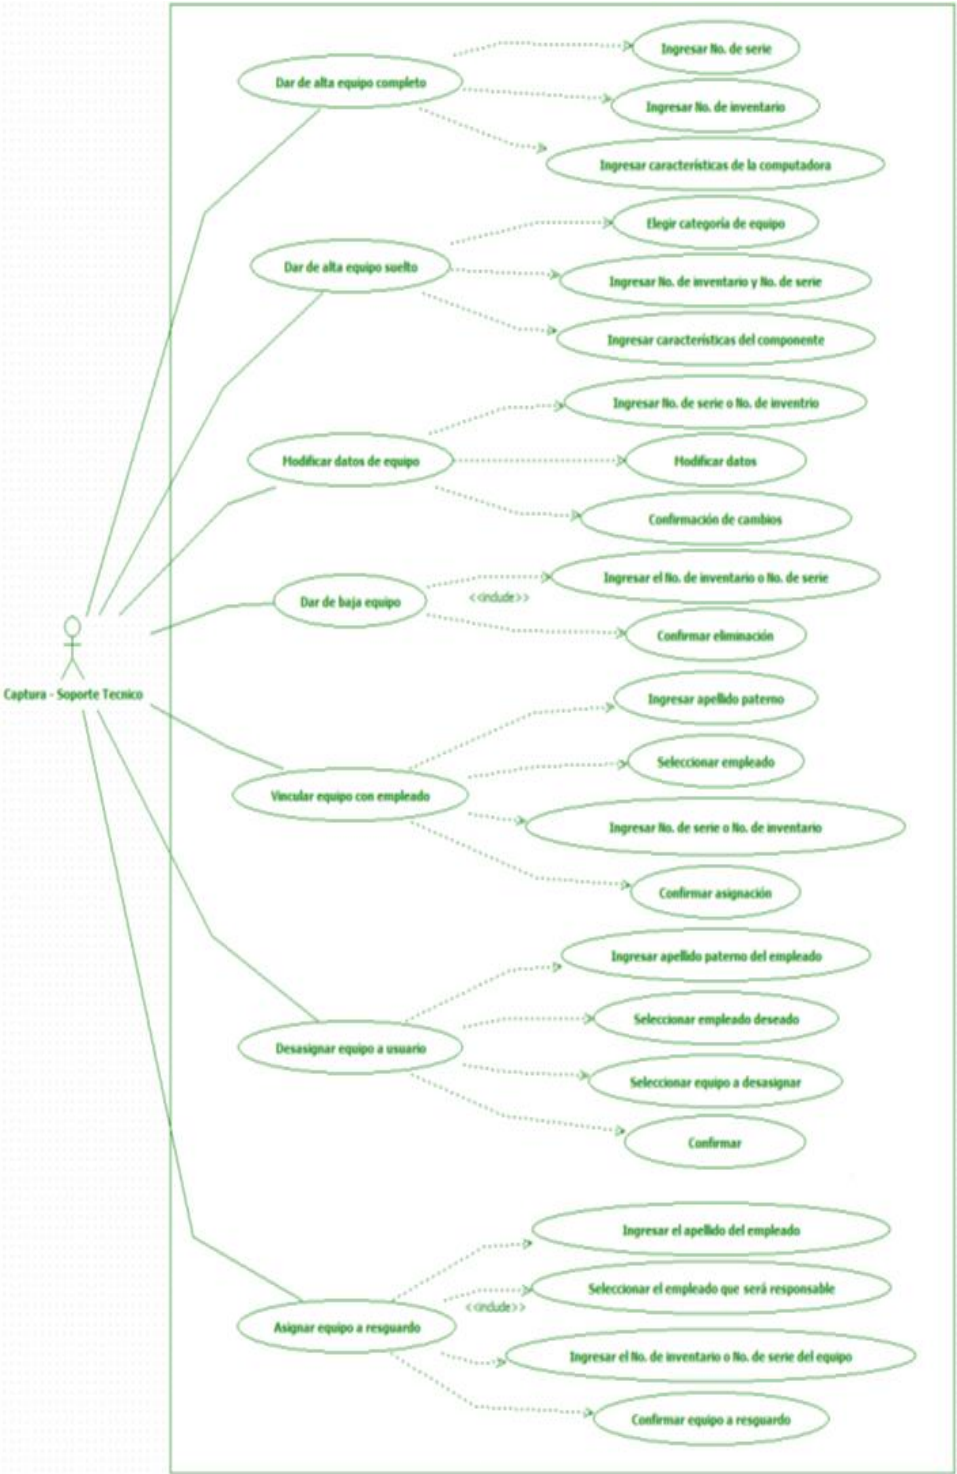 Ingresar No. de serie
Dar de alta equipo completo
Ingresar No. de inventario
Ingresar características de la computadora
Elegir categoría de equipo
Dar de alta equipo suelto
Ingresar No. de inventario y No. de serie
Ingresar características del componente
Ingresar No. de serie o No. de inventrio
Modificar datos de equipo
Modificar datos
Confirmación de cambios
Ingresar el No. de inventario o No. de serie
Dar de baja equipo
<<include>>
Confirmar eliminación
Captura - Soporte Tecnico
Ingresar apellido paterno
Seleccionar empleado
Vincular equipo con empleado
Ingresar No. de serie o No. de inventario
Confirmar asignación
Ingresar apellido paterno del empleado
Seleccionar empleado deseado
Desasignar equipo a usuario
Seleccionar equipo a desasignar
Confirmar
Ingresar el apellido del empleado
Seleccionar el empleado que será responsable
<<include>>
Asignar equipo a resguardo
Ingresar el No. de inventario o No. de serie del equipo
Confirmar equipo a resguardo